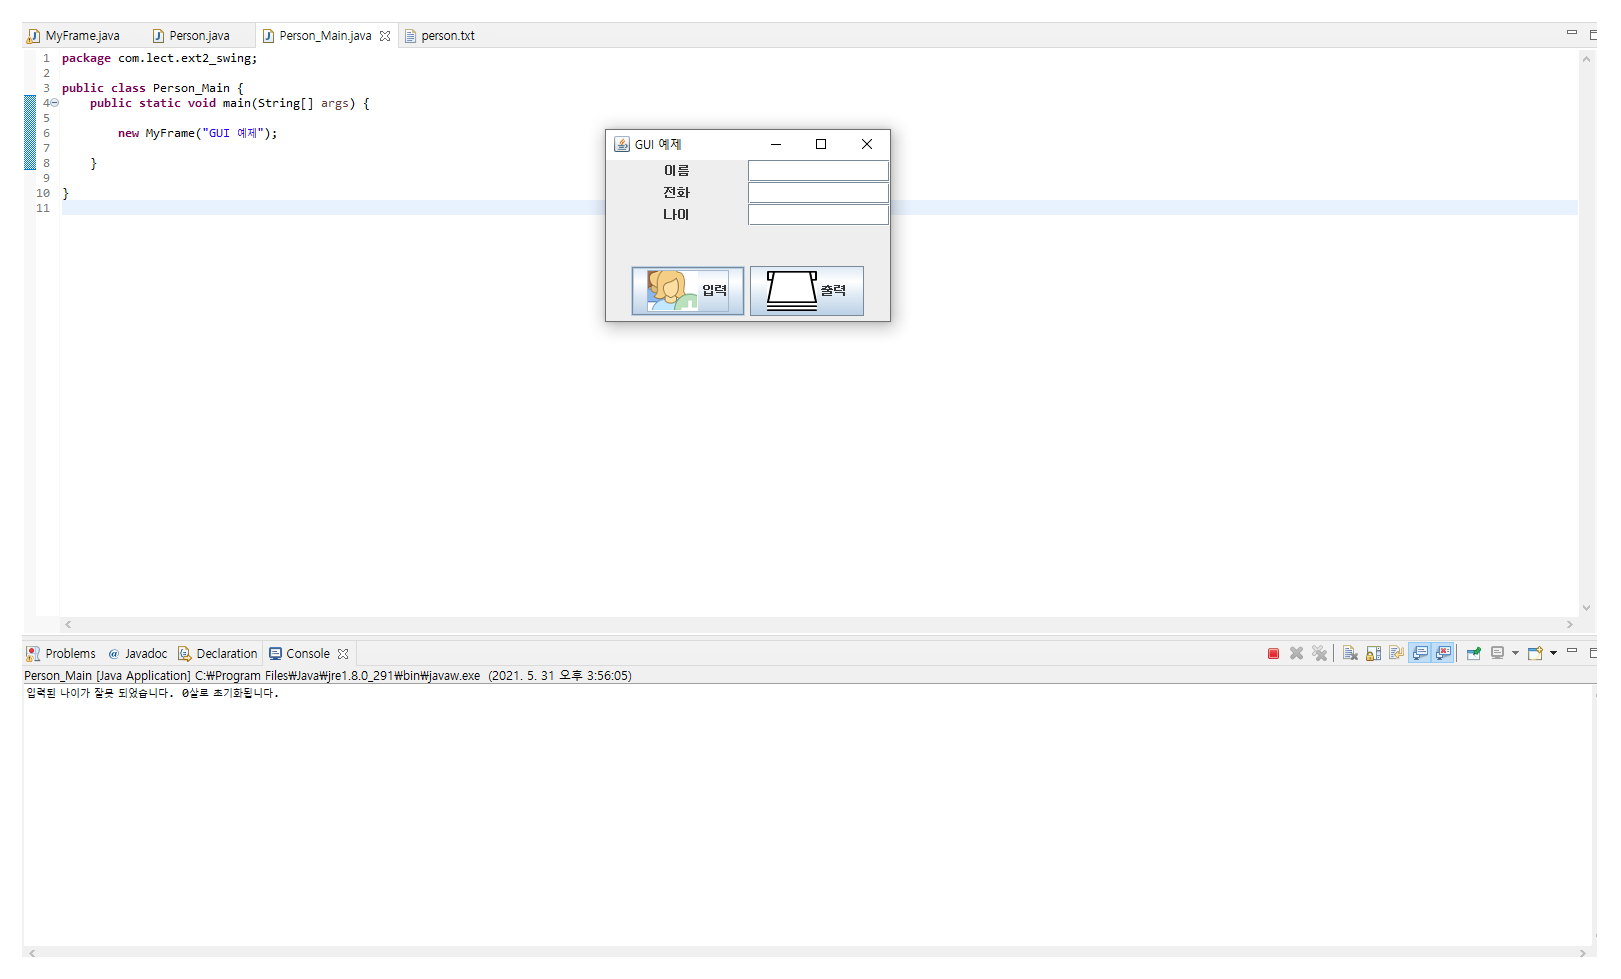 MyFrame.java Person.java Person_Main.java person.txt
1 package com.lect.ext2_swing;
2
3 public class Person_Main {
4 public static void main(String[] args) {
5
6 new MyFrame("GUI 예제");
7
8 }
9
10 }
11
GUI 예제
이름
전화
나이
입력 출력
Problems @ Javadoc Declaration Console
Person_Main [Java Application] C:₩Program Files₩Java₩jre1.8.0_291₩bin₩javaw.exe (2021. 5. 31 오후 3:56:05)
입력된 나이가 잘못 되었습니다. 0살로 초기화됩니다.